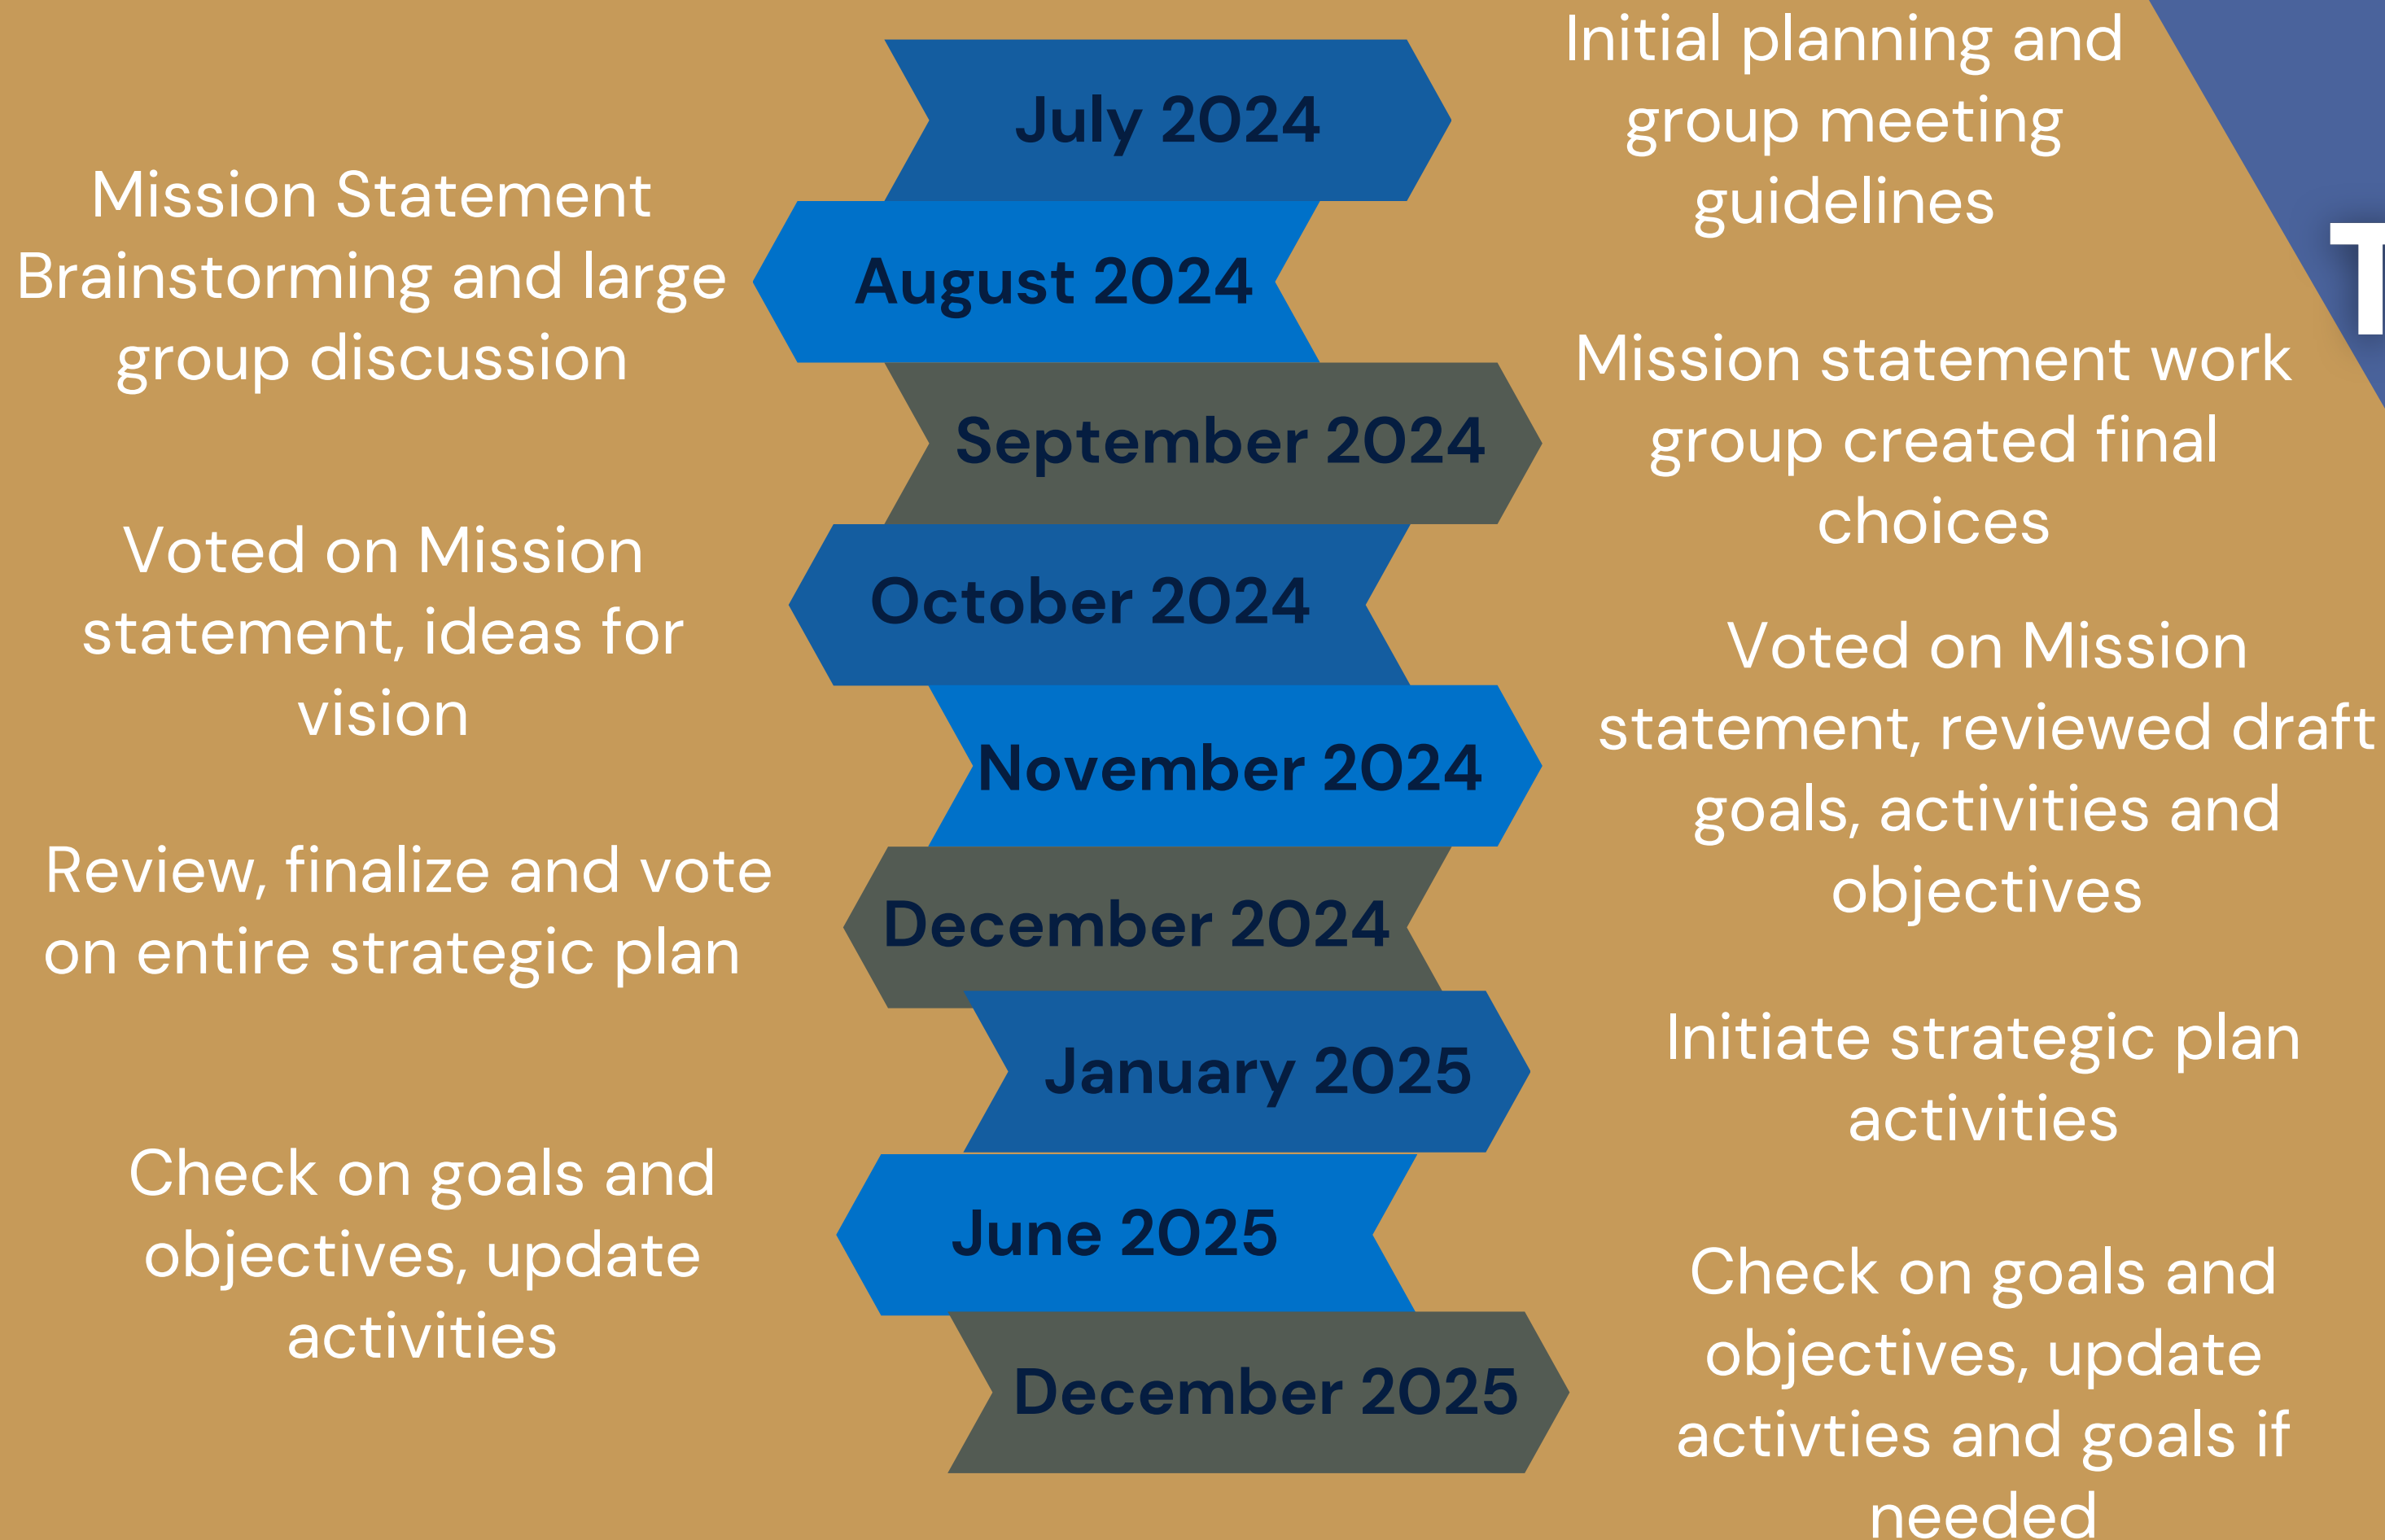 July 2024
Initial planning and
group meeting
guidelines
August 2024
Mission Statement
Brainstorming and large
group discussion
September 2024
Mission statement work
group created final
choices
October 2024
Voted on Mission
statement, ideas for
vision
November 2024
Voted on Mission
statement, reviewed draft
goals, activities and
objectives
December 2024
Review, finalize and vote
on entire strategic plan
January 2025
Initiate strategic plan
activities
June 2025
Check on goals and
objectives, update
activities
December 2025
Check on goals and
objectives, update
activties and goals if
needed
T